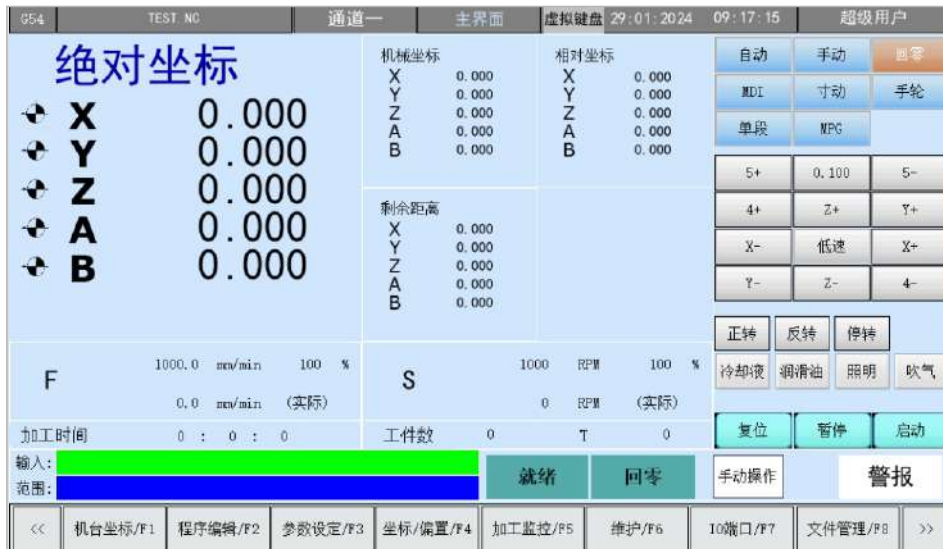 G54 TEST.NC 通道一 主界面 虚拟键盘 29:01:2024 09:17:15 超级用户
绝对坐标
X 0.000
Y 0.000
Z 0.000
A 0.000
B 0.000
机械坐标
X 0.000
Y 0.000
Z 0.000
A 0.000
B 0.000
相对坐标
X 0.000
Y 0.000
Z 0.000
A 0.000
B 0.000
剩余距离
X 0.000
Y 0.000
Z 0.000
A 0.000
B 0.000
F 1000.0 mm/min 100 %
0.0 mm/min (实际)
S 1000 RPM 100 %
0 RPM (实际)
加工时间 0 : 0 : 0 工件数 0 T 0
自动 手动 回零
MDI 寸动 手轮
单段 MPG
5+ 0.100 5-
4+ Z+ Y+
X- 低速 X+
Y- Z- 4-
正转 反转 停转
冷却液 润滑油 照明 吹气
复位 暂停 启动
输入:
范围:
就绪 回零 手动操作 警报
<< 机台坐标/F1 程序编辑/F2 参数设定/F3 坐标/偏置/F4 加工监控/F5 维护/F6 IO端口/F7 文件管理/F8 >>